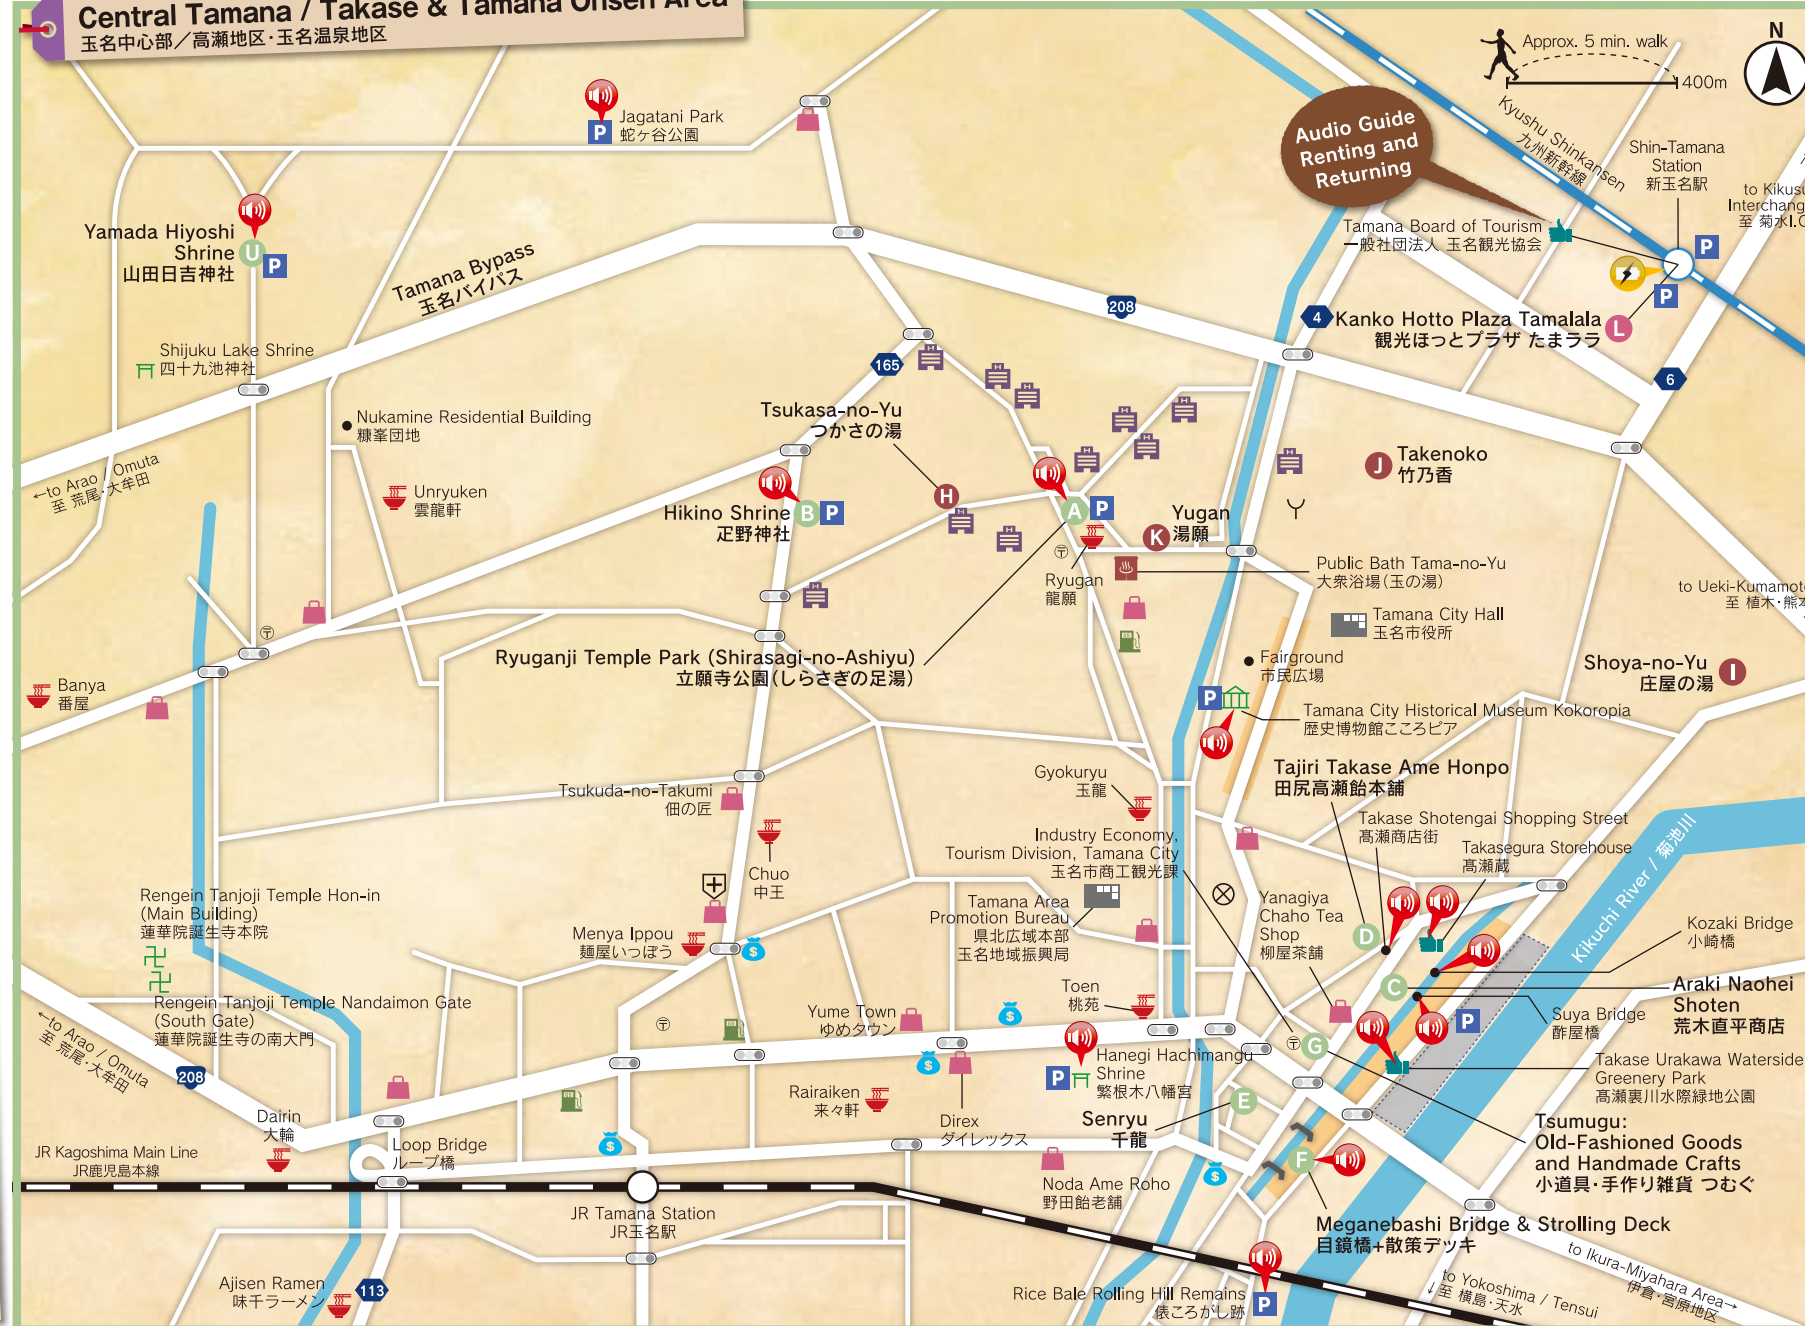 Central Tamana / Takase & Tamana Onsen Area
玉名中心部／高瀬地区・玉名温泉地区
Approx. 5 min. walk
400m
N
Jagatani Park
蛇ヶ谷公園
P
Audio Guide
Renting and
Returning
Kyushu Shinkansen
九州新幹線
Shin-Tamana
Station
新玉名駅
to Kikusu
Interchang
至 菊水I.C
Yamada Hiyoshi
Shrine
山田日吉神社
U
P
Tamana Bypass
玉名バイパス
Tamana Board of Tourism
一般社団法人 玉名観光協会
P
P
208
4
Kanko Hotto Plaza Tamalala
観光ほっとプラザ たまララ
L
6
Shijuku Lake Shrine
四十九池神社
165
Nukamine Residential Building
糠峯団地
Tsukasa-no-Yu
つかさの湯
H
←to Arao / Omuta
至 荒尾・大牟田
Unryuken
雲龍軒
Hikino Shrine
疋野神社
B
P
A
P
Yugan
湯願
K
J
Takenoko
竹乃香
Ryugan
龍願
Public Bath Tama-no-Yu
大衆浴場(玉の湯)
to Ueki-Kumamot
至 植木・熊本
Tamana City Hall
玉名市役所
Ryuganji Temple Park (Shirasagi-no-Ashiyu)
立願寺公園(しらさぎの足湯)
Fairground
市民広場
Shoya-no-Yu
庄屋の湯
I
Banya
番屋
P
Tamana City Historical Museum Kokoropia
歴史博物館こころピア
Tsukuda-no-Takumi
佃の匠
Gyokuryu
玉龍
Tajiri Takase Ame Honpo
田尻高瀬飴本舗
Takase Shotengai Shopping Street
髙瀬商店街
Takasegura Storehouse
髙瀬蔵
Kikuchi River / 菊池川
Chuo
中王
Industry Economy,
Tourism Division, Tamana City
玉名市商工観光課
Rengein Tanjoji Temple Hon-in
(Main Building)
蓮華院誕生寺本院
Tamana Area
Promotion Bureau
県北広域本部
玉名地域振興局
Yanagiya
Chaho Tea
Shop
柳屋茶舗
D
Kozaki Bridge
小崎橋
Menya Ippou
麺屋いっぽう
C
Araki Naohei
Shoten
荒木直平商店
Rengein Tanjoji Temple Nandaimon Gate
(South Gate)
蓮華院誕生寺の南大門
Toen
桃苑
Yume Town
ゆめタウン
Suya Bridge
酢屋橋
P
←to Arao / Omuta
至 荒尾・大牟田
208
G
Hanegi Hachimangu
Shrine
繁根木八幡宮
P
Takase Urakawa Waterside
Greenery Park
髙瀬裏川水際緑地公園
Rairaiken
来々軒
Direx
ダイレックス
Senryu
千龍
E
Tsumugu:
Old-Fashioned Goods
and Handmade Crafts
小道具・手作り雑貨 つむぐ
Dairin
大輪
Loop Bridge
ループ橋
JR Kagoshima Main Line
JR鹿児島本線
F
Noda Ame Roho
野田飴老舗
JR Tamana Station
JR玉名駅
Meganebashi Bridge & Strolling Deck
目鏡橋+散策デッキ
to Ikura-Miyahara Area→
伊倉・宮原地区
Ajisen Ramen
味千ラーメン
113
Rice Bale Rolling Hill Remains
俵ころがし跡
P
to Yokoshima / Tensui
↓至 横島・天水